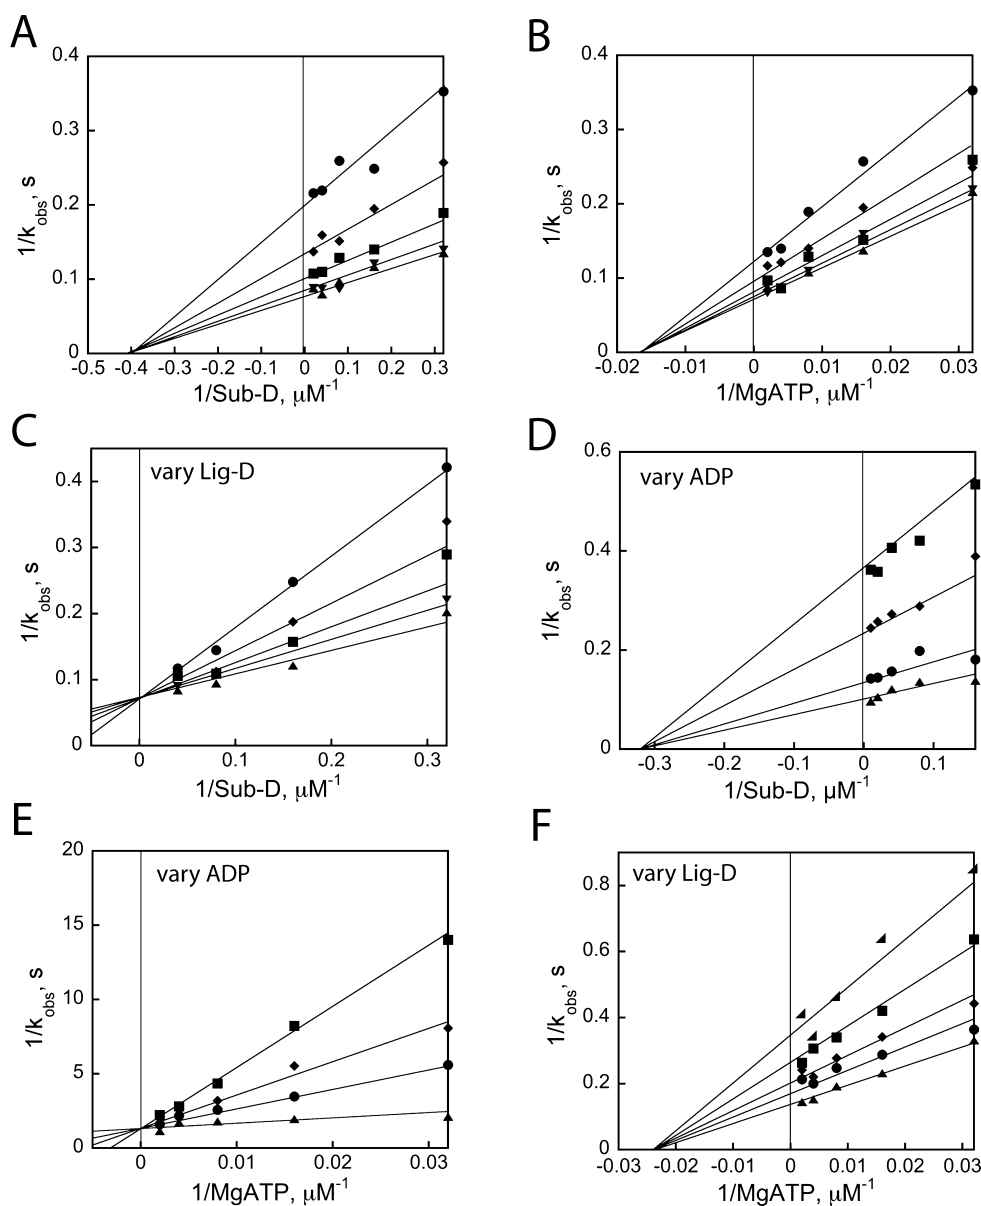 A
0.4
0.3
0.2
0.1
0
1/kobs, s
-0.5 -0.4 -0.3 -0.2 -0.1 0 0.1 0.2 0.3
1/Sub-D, μM-1
B
0.4
0.3
0.2
0.1
0
1/kobs, s
-0.02 -0.01 0 0.01 0.02 0.03
1/MgATP, μM-1
C
vary Lig-D
0.4
0.3
0.2
0.1
0
1/kobs, s
0 0.1 0.2 0.3
1/Sub-D, μM-1
D
vary ADP
0.6
0.4
0.2
0
1/kobs, s
-0.3 -0.2 -0.1 0 0.1
1/Sub-D, μM-1
E
vary ADP
20
15
10
5
0
1/kobs, s
0 0.01 0.02 0.03
1/MgATP, μM-1
F
vary Lig-D
0.8
0.6
0.4
0.2
0
1/kobs, s
-0.03 -0.02 -0.01 0 0.01 0.02 0.03
1/MgATP, μM-1